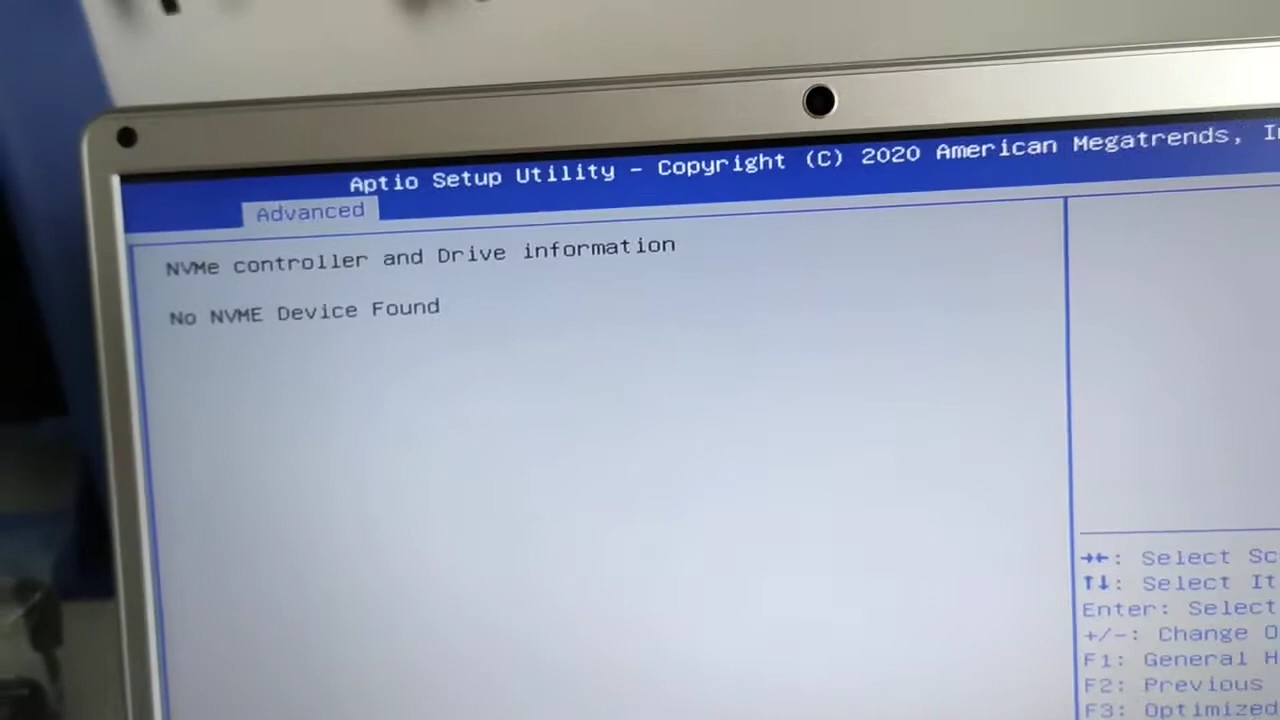 Aptio Setup Utility - Copyright (C) 2020 American Megatrends,
Advanced
NVMe controller and Drive information
No NVME Device Found
→←: Select
↑↓: Select
Enter: Select
+/-: Change
F1: General
F2: Previous
F3: Optimized